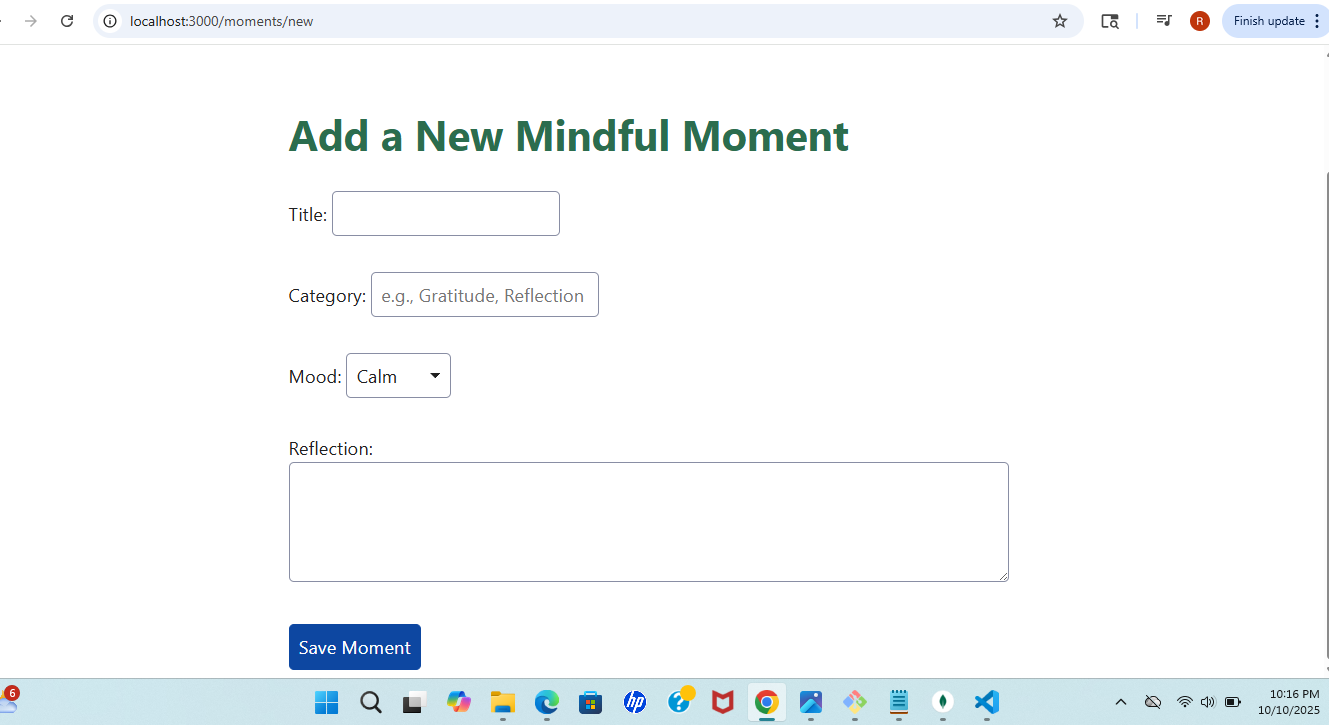 localhost:3000/moments/new
R
Finish update
Add a New Mindful Moment
Title:
Category: e.g., Gratitude, Reflection
Mood: Calm
Reflection:
Save Moment
6
hp
?
10:16 PM
10/10/2025